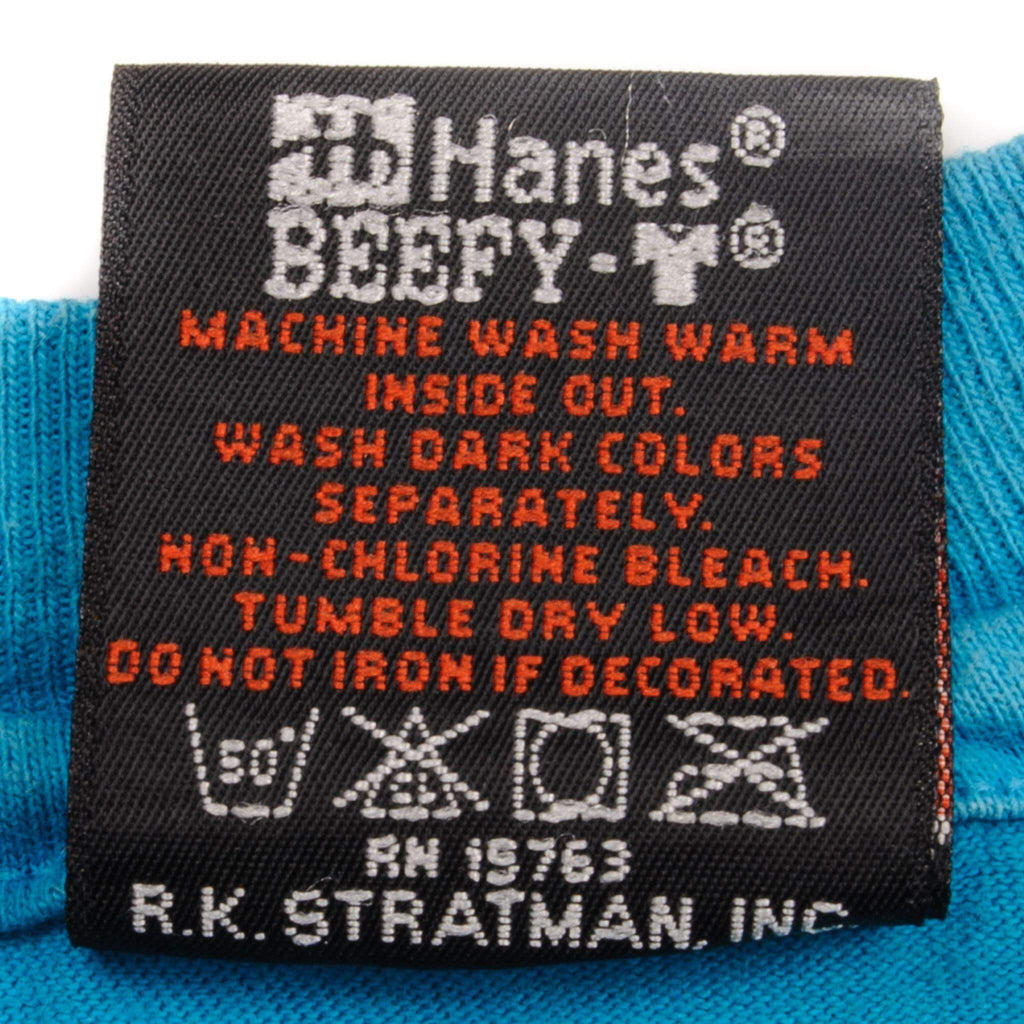 Hanes®
BEEFY-T®
MACHINE WASH WARM
INSIDE OUT.
WASH DARK COLORS
SEPARATELY.
NON-CHLORINE BLEACH.
TUMBLE DRY LOW.
DO NOT IRON IF DECORATED.
50°
RN 15763
R.K. STRATMAN, INC.